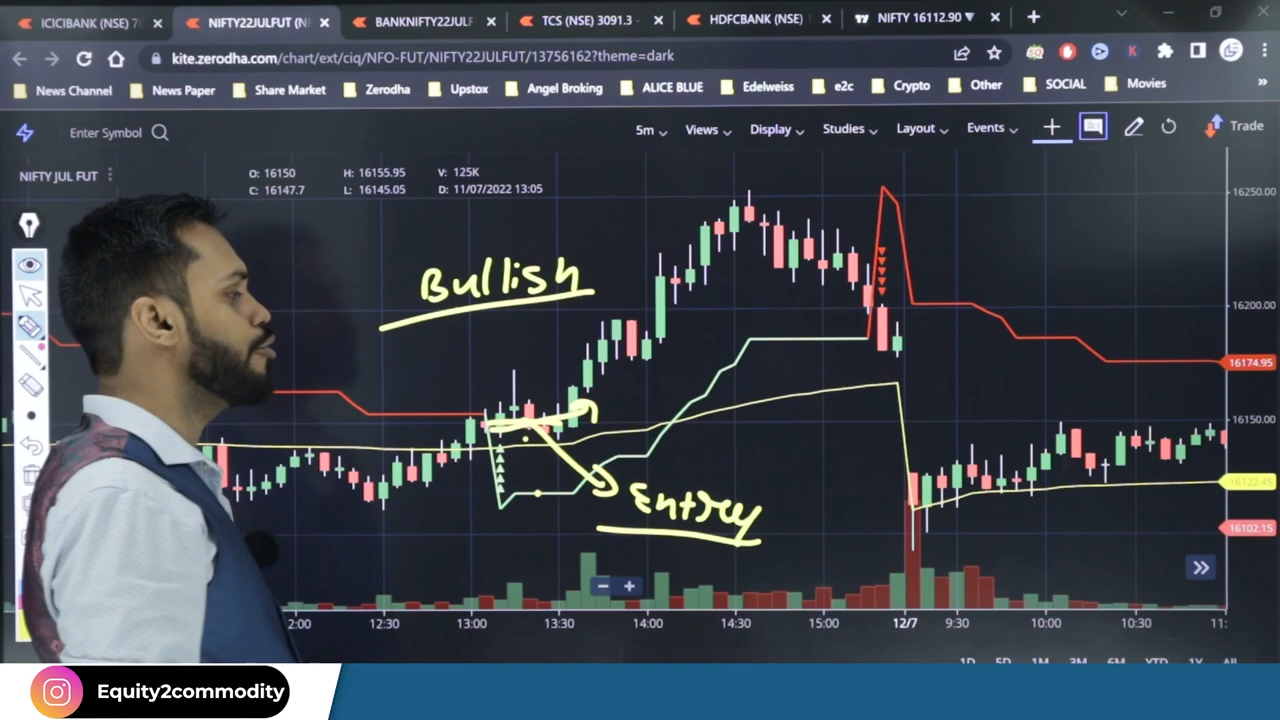 ICICIBANK (NSE) 7
NIFTY22JULFUT (N
BANKNIFTY22JULF
TCS (NSE) 3091.3
HDFCBANK (NSE)
NIFTY 16112.90 ▼
kite.zerodha.com/chart/ext/ciq/NFO-FUT/NIFTY22JULFUT/13756162?theme=dark
News Channel
News Paper
Share Market
Zerodha
Upstox
Angel Broking
ALICE BLUE
Edelweiss
e2c
Crypto
Other
SOCIAL
Movies
Enter Symbol
5m
Views
Display
Studies
Layout
Events
Trade
NIFTY JUL FUT
O: 16150 H: 16155.95 V: 125K
C: 16147.7 L: 16145.05 D: 11/07/2022 13:05
16250.00
Bullish
16200.00
16174.95
16150.00
16122.45
Entrey
16102.15
2:00 12:30 13:00 13:30 14:00 14:30 15:00 12/7 9:30 10:00 10:30 11:
1D 5D 1M 3M 6M YTD 1Y All
Equity2commodity